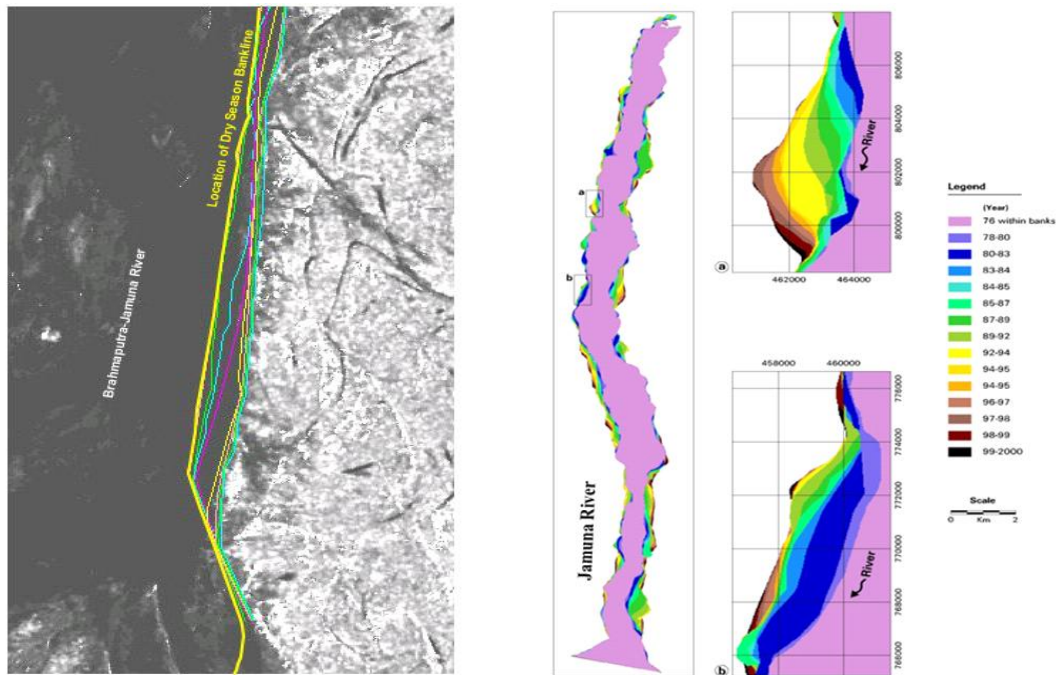 Location of Dry Season Bankline
Brahmaputra-Jamuna River
a
b
Jamuna River
806000
804000
802000
800000
River
a
462000
464000
458000
460000
776000
774000
772000
770000
768000
766000
River
b
Legend
(Year)
76 within banks
78-80
80-83
83-84
84-85
85-87
87-89
89-92
92-94
94-95
94-95
96-97
97-98
98-99
99-2000
Scale
0 Km 2